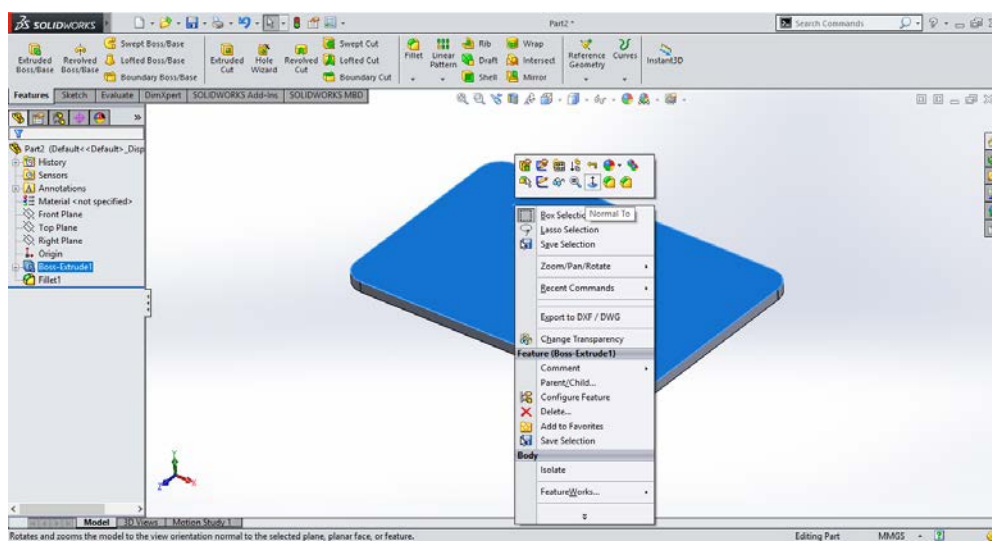 SOLIDWORKS
Part2 *
Search Commands
Extruded Boss/Base
Revolved Boss/Base
Swept Boss/Base
Lofted Boss/Base
Boundary Boss/Base
Extruded Cut
Hole Wizard
Revolved Cut
Swept Cut
Lofted Cut
Boundary Cut
Fillet
Linear Pattern
Rib
Draft
Shell
Wrap
Intersect
Mirror
Reference Geometry
Curves
Instant3D
Features
Sketch
Evaluate
DimXpert
SOLIDWORKS Add-Ins
SOLIDWORKS MBD
Part2 (Default<<Default>_Disp
History
Sensors
Annotations
Material <not specified>
Front Plane
Top Plane
Right Plane
Origin
Boss-Extrude1
Fillet1
Box Selectio
Normal To
Lasso Selection
Save Selection
Zoom/Pan/Rotate
Recent Commands
Export to DXF / DWG
Change Transparency
Feature (Boss-Extrude1)
Comment
Parent/Child...
Configure Feature
Delete...
Add to Favorites
Save Selection
Body
Isolate
FeatureWorks...
Y
X
Z
Model
3D Views
Motion Study 1
Rotates and zooms the model to the view orientation normal to the selected plane, planar face, or feature.
Editing Part
MMGS